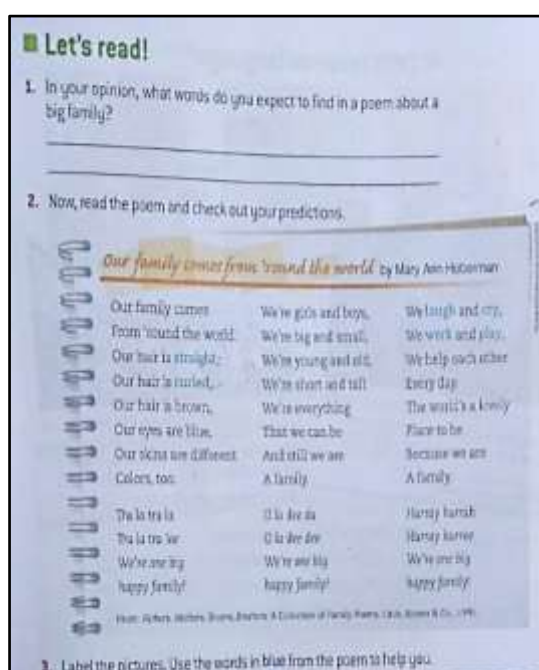 Let's read!
1. In your opinion, what words do you expect to find in a poem about a
big family?
2. Now, read the poem and check out your predictions.
Our family comes from 'round the world by Mary Ann Hoberman
Our family comes
From 'round the world:
Our hair is straight,
Our hair is curled,
Our hair is brown,
Our eyes are blue,
Our skins are different
Colors, too.
Tra la tra la
Tra la tra lee
We're one big
happy family!
We're girls and boys,
We're big and small,
We're young and old,
We're short and tall.
We're everything
That we can be
And still we are
A family.
O la dee da
O la dee dee
We're one big
happy family!
We laugh and cry,
We work and play,
We help each other
Every day.
The world's a lovely
Place to be
Because we are
A family.
Hurray hurrah
Hurray hurree
We're one big
happy family!
3. Label the pictures. Use the words in blue from the poem to help you.